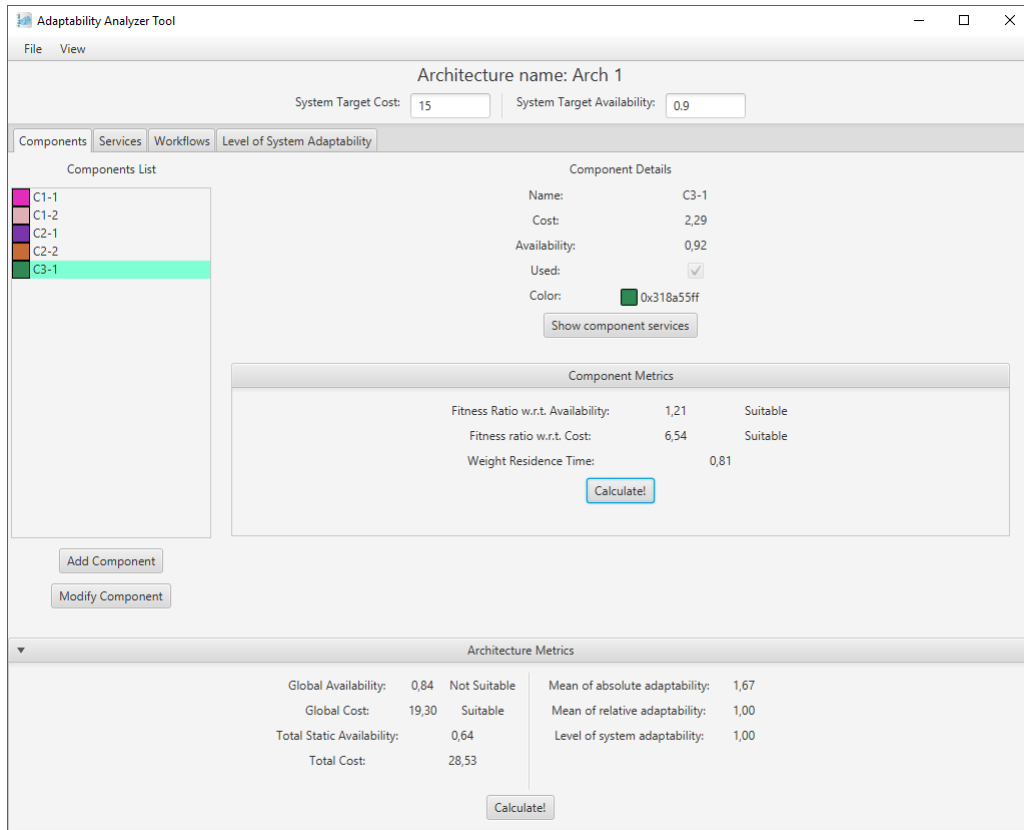 Adaptability Analyzer Tool
File View
Architecture name: Arch 1
System Target Cost: 15 System Target Availability: 0.9
Components Services Workflows Level of System Adaptability
Components List
C1-1
C1-2
C2-1
C2-2
C3-1
Add Component
Modify Component
Component Details
Name: C3-1
Cost: 2,29
Availability: 0,92
Used:
Color: 0x318a55ff
Show component services
Component Metrics
Fitness Ratio w.r.t. Availability: 1,21 Suitable
Fitness ratio w.r.t. Cost: 6,54 Suitable
Weight Residence Time: 0,81
Calculate!
Architecture Metrics
Global Availability: 0,84 Not Suitable
Global Cost: 19,30 Suitable
Total Static Availability: 0,64
Total Cost: 28,53
Mean of absolute adaptability: 1,67
Mean of relative adaptability: 1,00
Level of system adaptability: 1,00
Calculate!